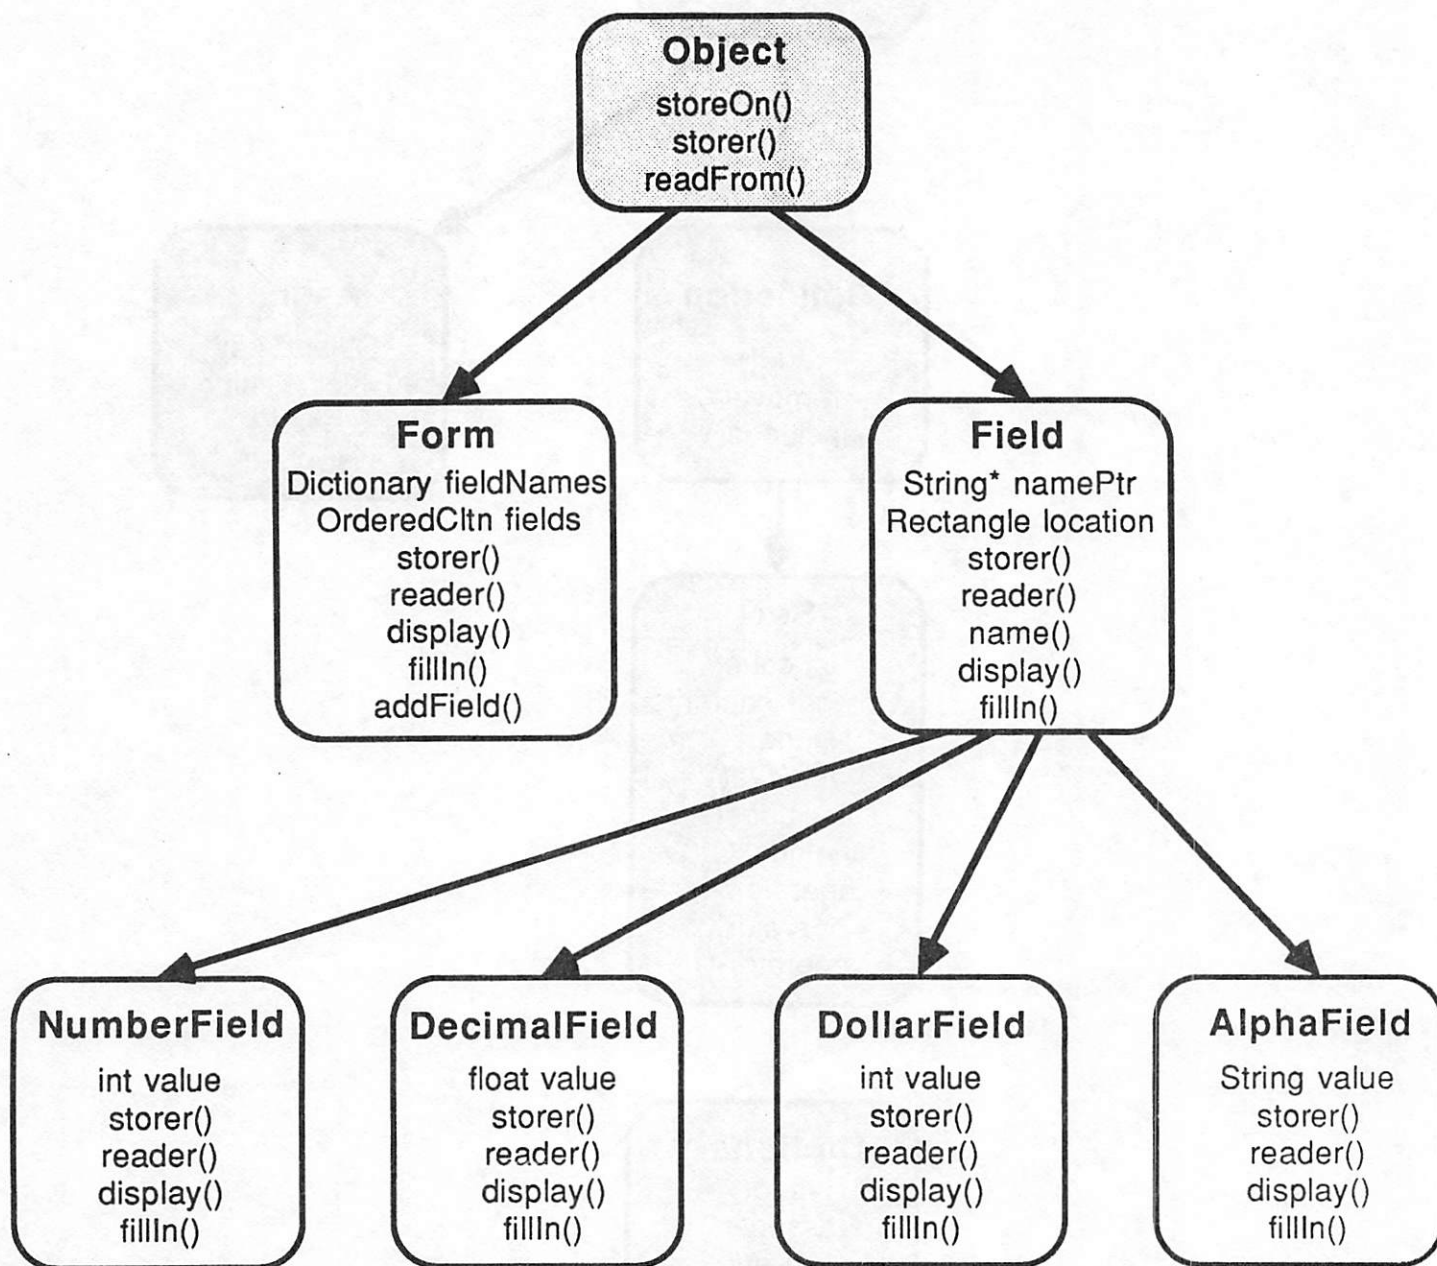 Object
storeOn()
storer()
readFrom()
Form
Dictionary fieldNames
OrderedCltn fields
storer()
reader()
display()
fillIn()
addField()
Field
String* namePtr
Rectangle location
storer()
reader()
name()
display()
fillIn()
NumberField
int value
storer()
reader()
display()
fillIn()
DecimalField
float value
storer()
reader()
display()
fillIn()
DollarField
int value
storer()
reader()
display()
fillIn()
AlphaField
String value
storer()
reader()
display()
fillIn()